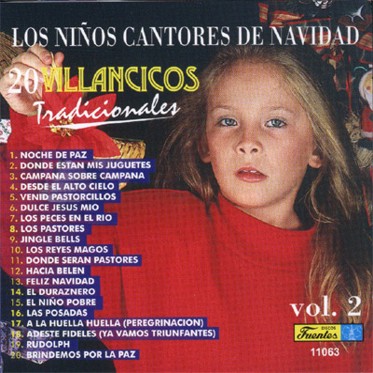 LOS NIÑOS CANTORES DE NAVIDAD
20 VILLANCICOS
Tradicionales
1. NOCHE DE PAZ
2. DONDE ESTAN MIS JUGUETES
3. CAMPANA SOBRE CAMPANA
4. DESDE EL ALTO CIELO
5. VENID PASTORCILLOS
6. DULCE JESUS MIO
7. LOS PECES EN EL RIO
8. LOS PASTORES
9. JINGLE BELLS
10. LOS REYES MAGOS
11. DONDE SERAN PASTORES
12. HACIA BELEN
13. FELIZ NAVIDAD
14. EL DURAZNERO
15. EL NIÑO POBRE
16. LAS POSADAS
17. A LA HUELLA HUELLA (PEREGRINACION)
18. ADESTE FIDELES (YA VAMOS TRIUNFANTES)
19. RUDOLPH
20. BRINDEMOS POR LA PAZ
vol. 2
DISCOS
Fuentes
11063